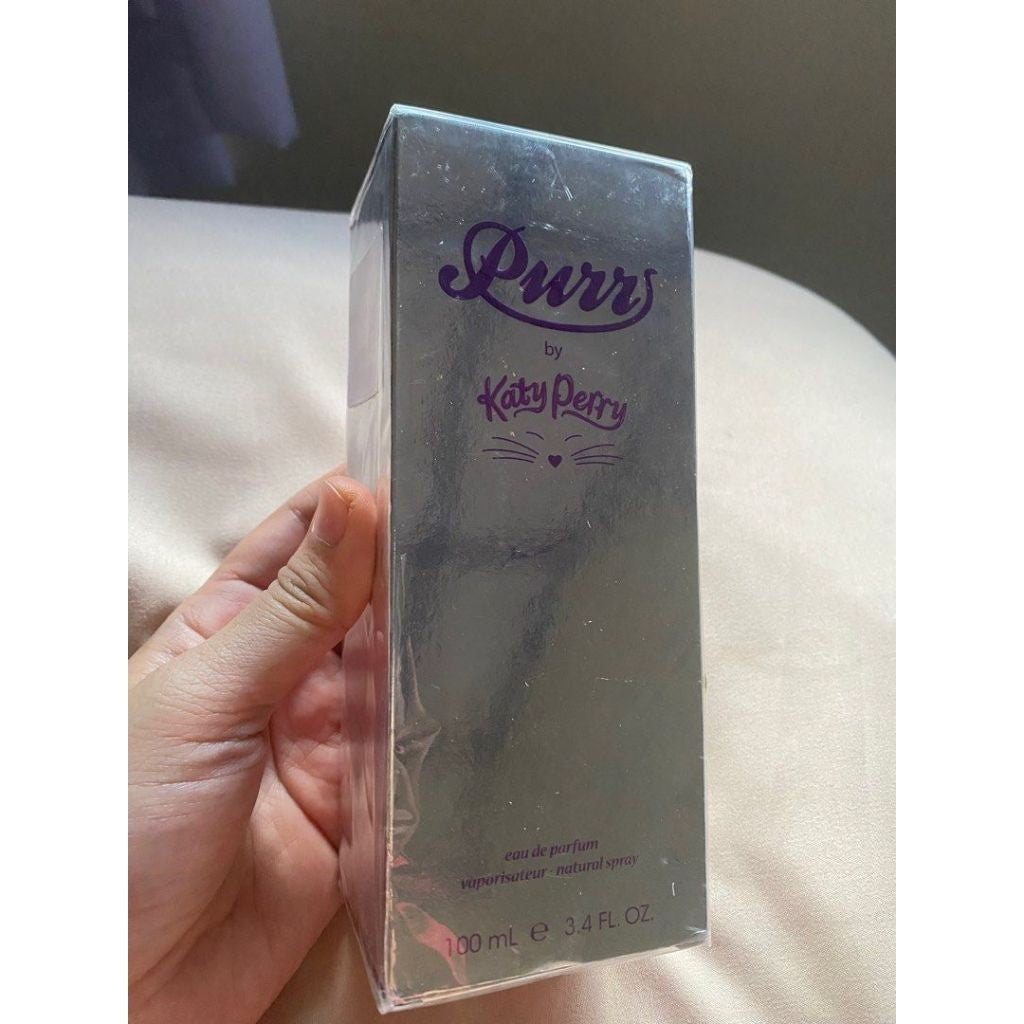 Purr
by
Katy Perry
eau de parfum
vaporisateur · natural spray
100 mL ℮ 3.4 FL. OZ.